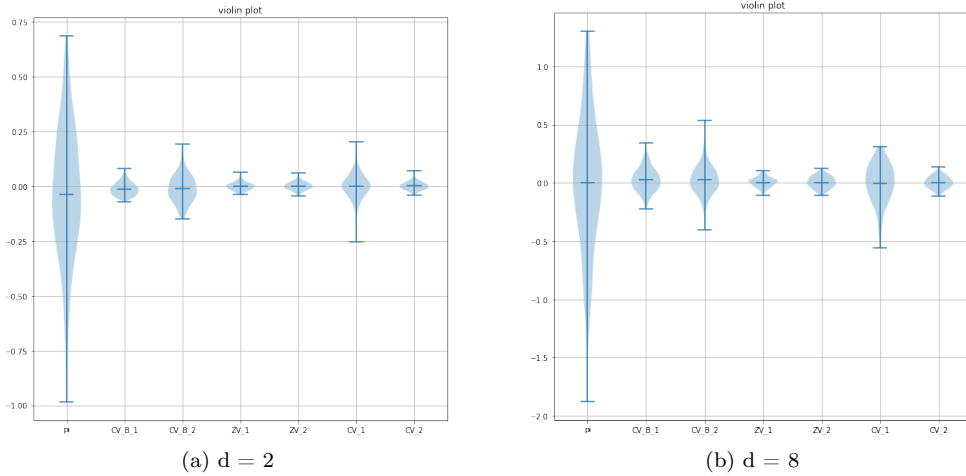 violin plot
0.75
0.50
0.25
0.00
−0.25
−0.50
−0.75
−1.00
pi CV_B_1 CV_B_2 ZV_1 ZV_2 CV_1 CV_2
(a) d = 2
violin plot
1.0
0.5
0.0
−0.5
−1.0
−1.5
−2.0
pi CV_B_1 CV_B_2 ZV_1 ZV_2 CV_1 CV_2
(b) d = 8